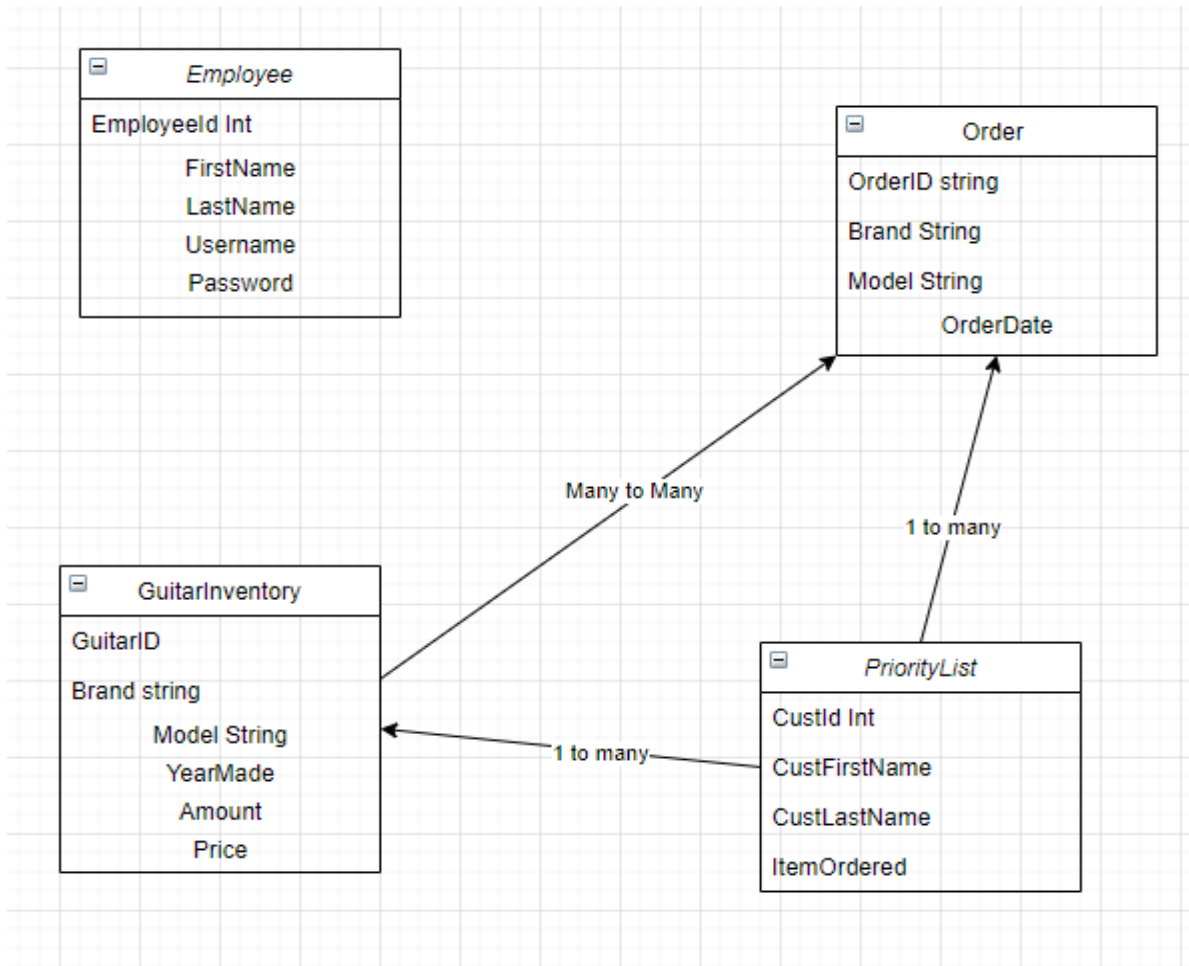 Employee
EmployeeId Int
FirstName
LastName
Username
Password
Order
OrderID string
Brand String
Model String
OrderDate
Many to Many
1 to many
GuitarInventory
GuitarID
Brand string
Model String
YearMade
Amount
Price
1 to many
PriorityList
CustId Int
CustFirstName
CustLastName
ItemOrdered